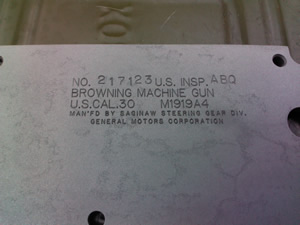 NO. 217123 U.S. INSP. ABQ
BROWNING MACHINE GUN
U.S. CAL. 30 M1919A4
MAN'F'D BY SAGINAW STEERING GEAR DIV.
GENERAL MOTORS CORPORATION